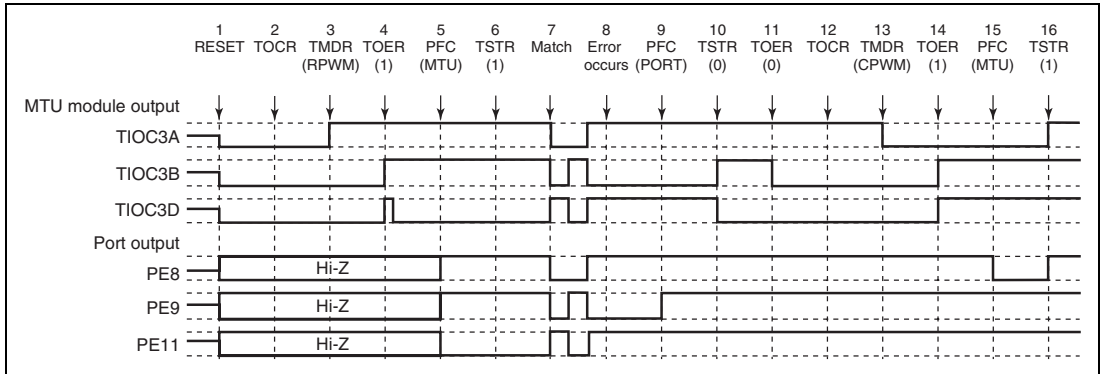 1 2 3 4 5 6 7 8 9 10 11 12 13 14 15 16
RESET TOCR TMDR TOER PFC TSTR Match Error PFC TSTR TOER TOCR TMDR TOER PFC TSTR
(RPWM) (1) (MTU) (1) occurs (PORT) (0) (0) (CPWM) (1) (MTU) (1)
MTU module output
TIOC3A
TIOC3B
TIOC3D
Port output
PE8 Hi-Z
PE9 Hi-Z
PE11 Hi-Z